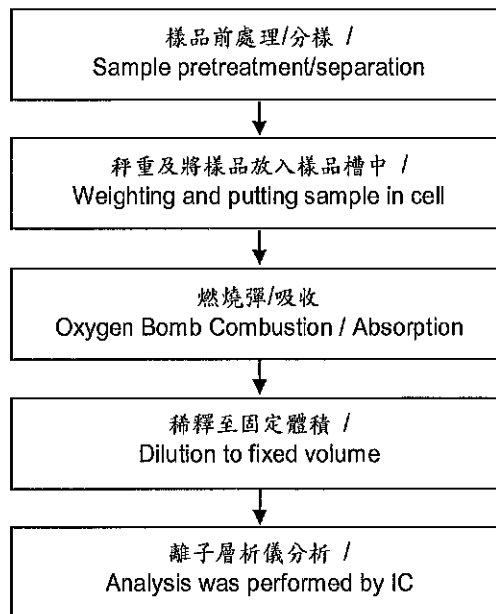 樣品前處理/分樣 /
Sample pretreatment/separation
秤重及將樣品放入樣品槽中 /
Weighting and putting sample in cell
燃燒彈/吸收
Oxygen Bomb Combustion / Absorption
稀釋至固定體積 /
Dilution to fixed volume
離子層析儀分析 /
Analysis was performed by IC